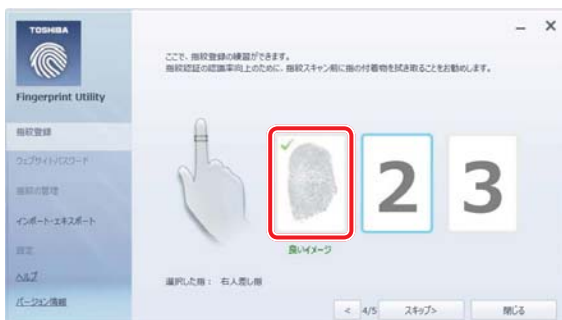 TOSHIBA
Fingerprint Utility
指紋登録
ウェブサイトパスワード
指紋の管理
インポート・エキスポート
設定
ヘルプ
バージョン情報
ここで、指紋登録の練習ができます。
指紋認証の認識率向上のために、指紋スキャン前に指の付着物を拭き取ることをお勧めします。
2
3
良いイメージ
選択した指： 右人差し指
<
4/5
スキップ>
閉じる